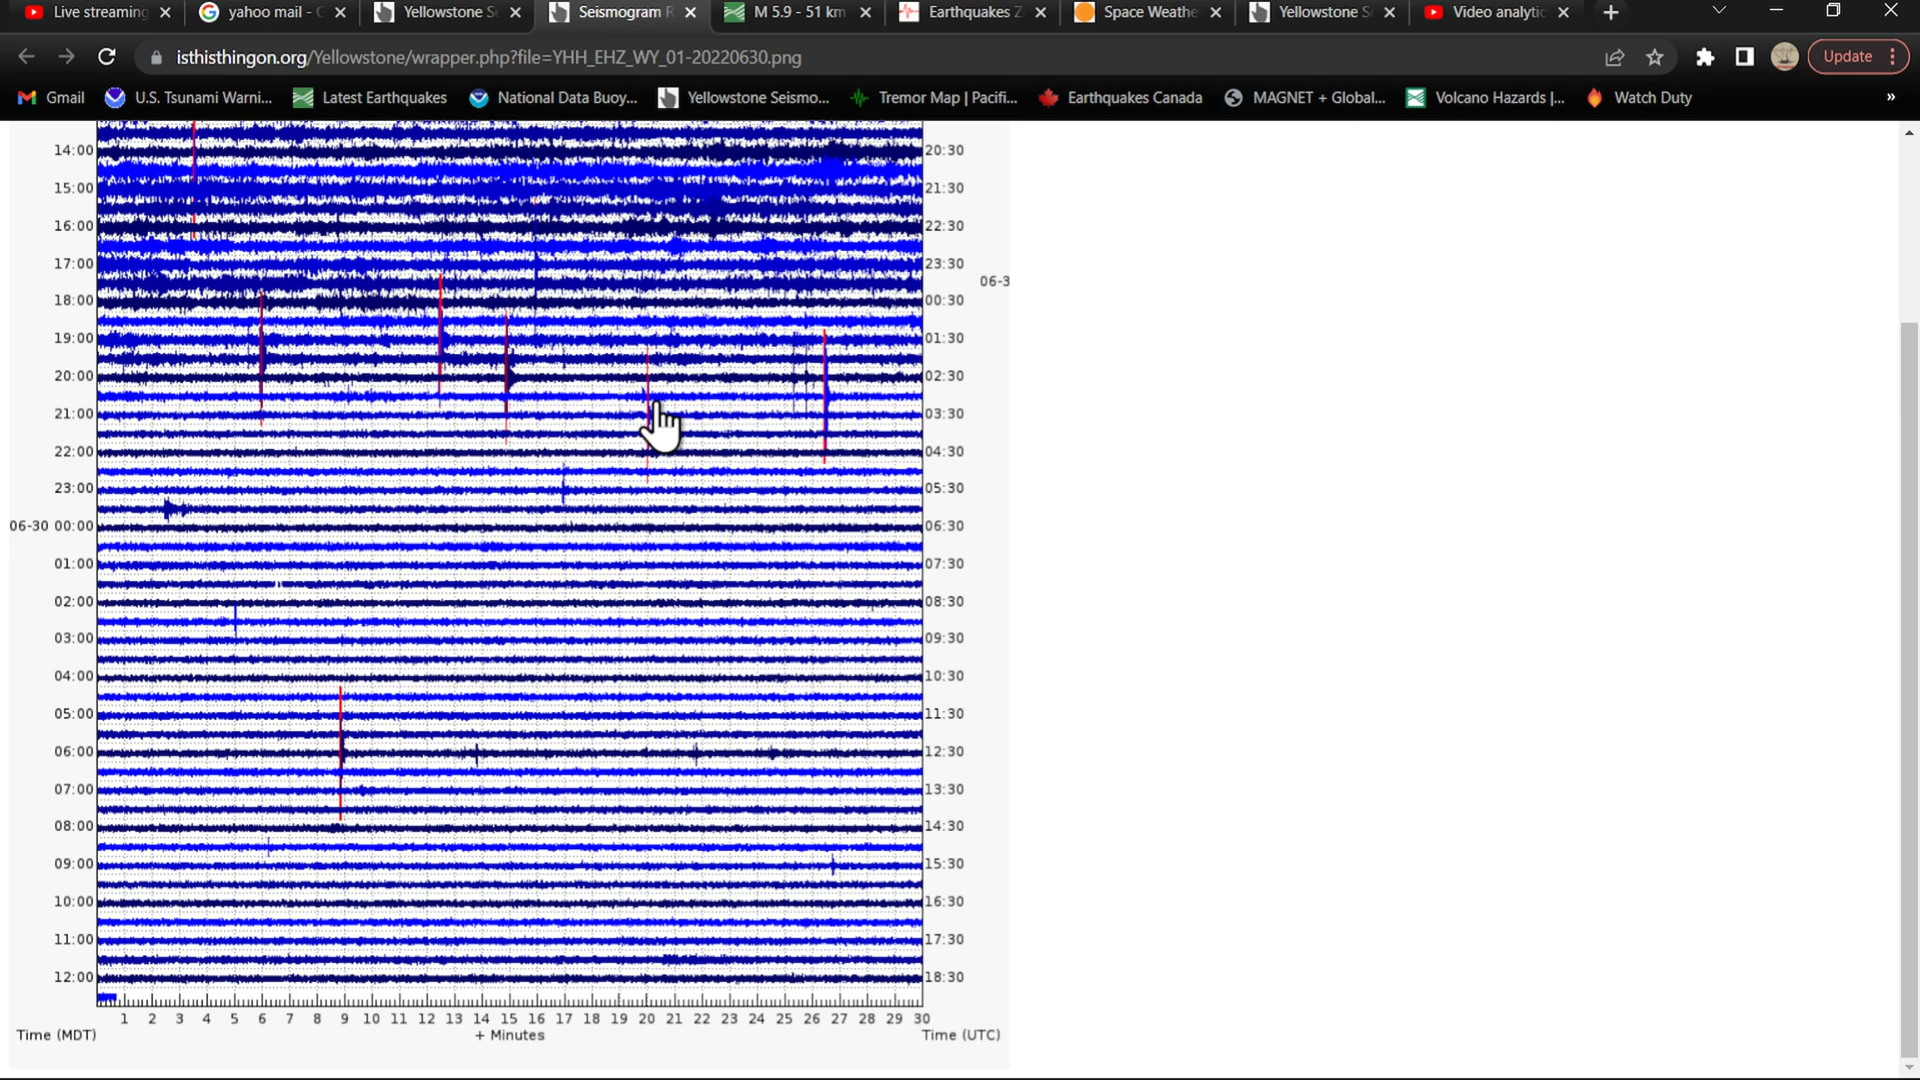 Live streaming
yahoo mail - G
Yellowstone S
Seismogram R
M 5.9 - 51 km
Earthquakes Z
Space Weathe
Yellowstone S
Video analytic
isthisthingon.org/Yellowstone/wrapper.php?file=YHH_EHZ_WY_01-20220630.png
Update
Gmail
U.S. Tsunami Warni...
Latest Earthquakes
National Data Buoy...
Yellowstone Seismo...
Tremor Map | Pacifi...
Earthquakes Canada
MAGNET + Global...
Volcano Hazards |...
Watch Duty
»
14:00 20:30
15:00 21:30
16:00 22:30
17:00 23:30
06-3
18:00 00:30
19:00 01:30
20:00 02:30
21:00 03:30
22:00 04:30
23:00 05:30
06-30 00:00 06:30
01:00 07:30
02:00 08:30
03:00 09:30
04:00 10:30
05:00 11:30
06:00 12:30
07:00 13:30
08:00 14:30
09:00 15:30
10:00 16:30
11:00 17:30
12:00 18:30
1 2 3 4 5 6 7 8 9 10 11 12 13 14 15 16 17 18 19 20 21 22 23 24 25 26 27 28 29 30
Time (MDT) + Minutes Time (UTC)